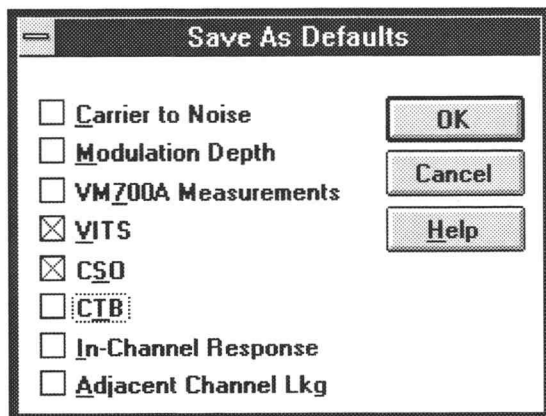 Save As Defaults
Carrier to Noise
Modulation Depth
VM700A Measurements
VITS
CSO
CTB
In-Channel Response
Adjacent Channel Lkg
OK
Cancel
Help